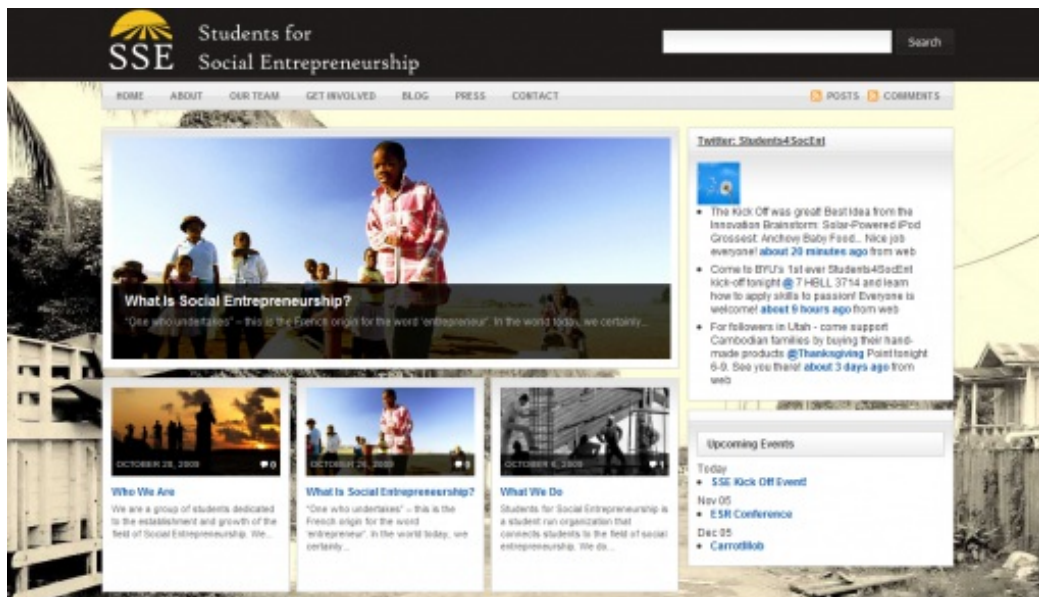 SSE
Students for
Social Entrepreneurship
Search
HOME ABOUT OUR TEAM GET INVOLVED BLOG PRESS CONTACT
POSTS COMMENTS
What Is Social Entrepreneurship?
"One who undertakes" – this is the French origin for the word 'entrepreneur'. In the world today, we certainly...
OCTOBER 28, 2009 0
Who We Are
We are a group of students dedicated
to the establishment and growth of the
field of Social Entrepreneurship. We...
OCTOBER 26, 2009 0
What Is Social Entrepreneurship?
"One who undertakes" – this is the
French origin for the word
'entrepreneur'. In the world today, we
certainly...
OCTOBER 6, 2009 1
What We Do
Students for Social Entrepreneurship is
a student run organization that
connects students to the field of social
entrepreneurship. We do...
Twitter: Students4SocEnt
The Kick Off was great! Best Idea from the
Innovation Brainstorm: Solar-Powered iPod
Grossest: Anchovy Baby Food... Nice job
everyone! about 20 minutes ago from web
Come to BYU's 1st ever Students4SocEnt
kick-off tonight @ 7 HBLL 3714 and learn
how to apply skills to passion! Everyone is
welcome! about 9 hours ago from web
For followers in Utah - come support
Cambodian families by buying their hand-
made products @Thanksgiving Point tonight
6-9. See you there! about 3 days ago from
web
Upcoming Events
Today
SSE Kick Off Event!
Nov 05
ESR Conference
Dec 05
CarrotMob